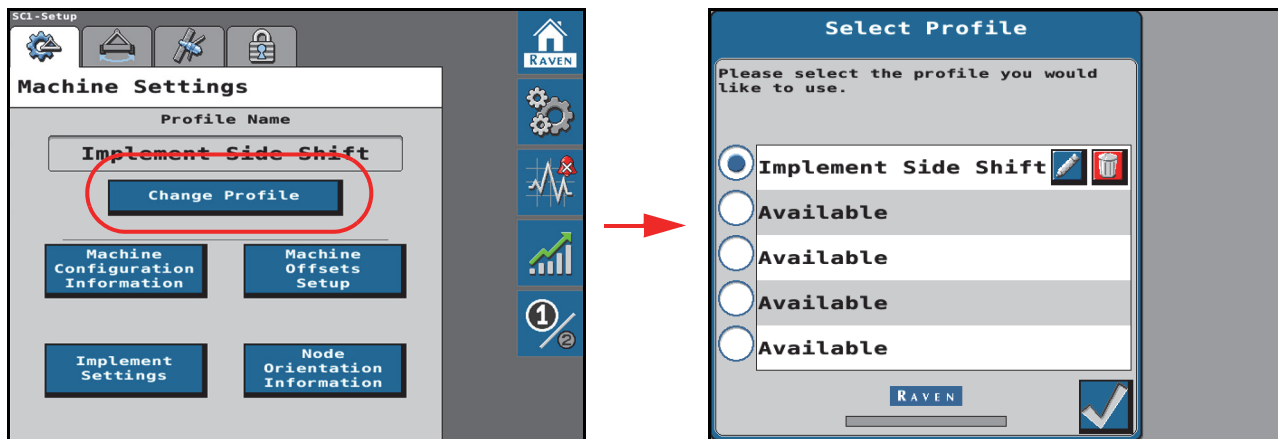 SC1-Setup
Machine Settings
Profile Name
Implement Side Shift
Change Profile
Machine
Configuration
Information
Machine
Offsets
Setup
Implement
Settings
Node
Orientation
Information
RAVEN
1/2
Select Profile
Please select the profile you would
like to use.
Implement Side Shift
Available
Available
Available
Available
RAVEN